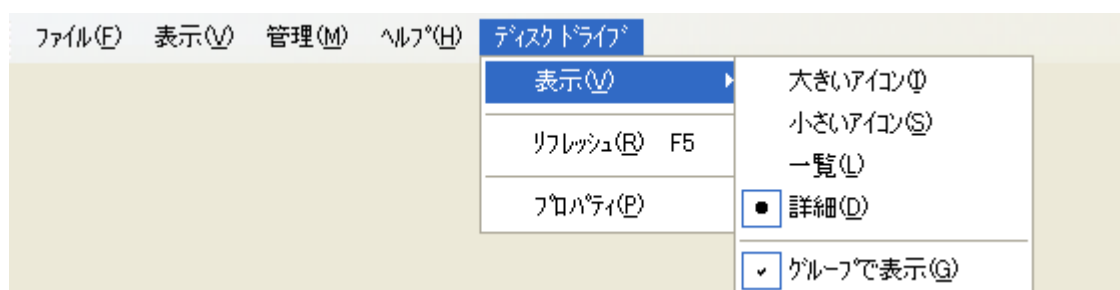 ﾌｧｲﾙ(F) 表示(V) 管理(M) ﾍﾙﾌﾟ(H) ﾃﾞｨｽｸ ﾄﾞﾗｲﾌﾞ
表示(V)
ﾘﾌﾚｯｼｭ(R) F5
ﾌﾟﾛﾊﾟﾃｨ(P)
大きいｱｲｺﾝ(I)
小さいｱｲｺﾝ(S)
一覧(L)
詳細(D)
ｸﾞﾙｰﾌﾟで表示(G)